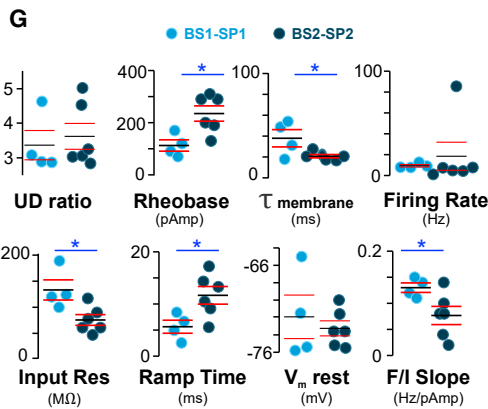 G
BS1-SP1 BS2-SP2
5
4
3
UD ratio
400
200
0
*
Rheobase
(pAmp)
100
0
*
τ membrane
(ms)
100
0
Firing Rate
(Hz)
200
0
*
Input Res
(MΩ)
20
0
*
Ramp Time
(ms)
-66
-76
Vm rest
(mV)
0.2
0
*
F/I Slope
(Hz/pAmp)